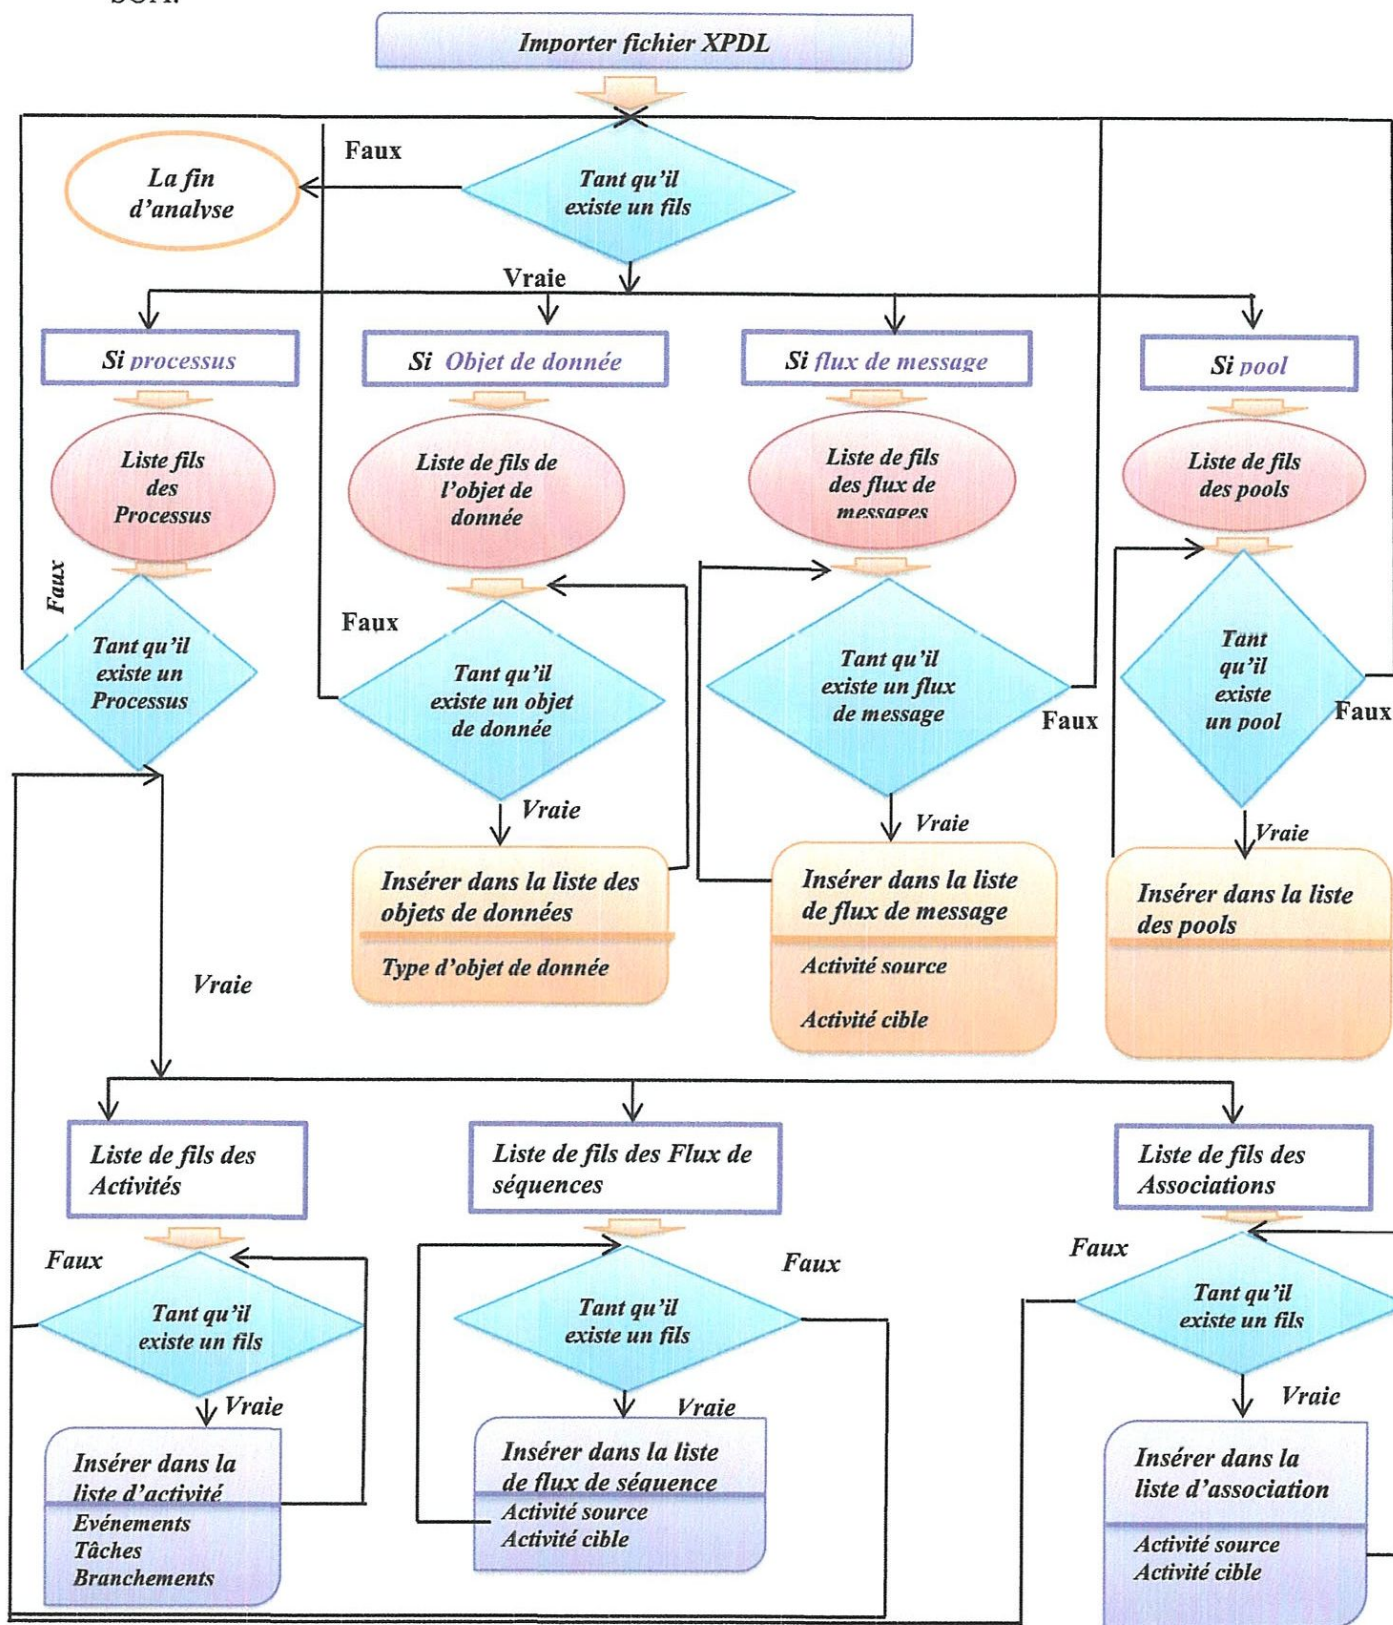 SOA.
Importer fichier XPDL
Faux
La fin
d'analyse
Tant qu'il
existe un fils
Vraie
Si processus
Si Objet de donnée
Si flux de message
Si pool
Liste fils
des
Processus
Liste de fils de
l'objet de
donnée
Liste de fils
des flux de
messages
Liste de fils
des pools
Faux
Tant qu'il
existe un
Processus
Faux
Tant qu'il
existe un objet
de donnée
Tant qu'il
existe un flux
de message
Faux
Tant
qu'il
existe
un pool
Faux
Vraie
Vraie
Vraie
Insérer dans la liste des
objets de données
Type d'objet de donnée
Insérer dans la liste
de flux de message
Activité source
Activité cible
Insérer dans la liste
des pools
Vraie
Liste de fils des
Activités
Liste de fils des Flux de
séquences
Liste de fils des
Associations
Faux
Tant qu'il
existe un fils
Faux
Tant qu'il
existe un fils
Faux
Tant qu'il
existe un fils
Vraie
Vraie
Vraie
Insérer dans la
liste d'activité
Evénements
Tâches
Branchements
Insérer dans la liste
de flux de séquence
Activité source
Activité cible
Insérer dans la
liste d'association
Activité source
Activité cible